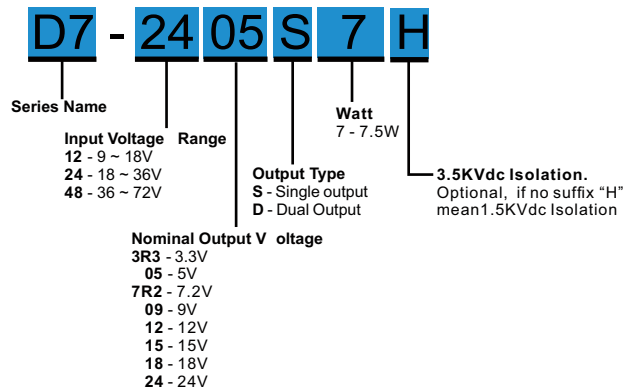 D7 - 24 05 S 7 H
Series Name
Input Voltage Range
12 - 9 ~ 18V
24 - 18 ~ 36V
48 - 36 ~ 72V
Nominal Output V oltage
3R3 - 3.3V
05 - 5V
7R2 - 7.2V
09 - 9V
12 - 12V
15 - 15V
18 - 18V
24 - 24V
Output Type
S - Single output
D - Dual Output
Watt
7 - 7.5W
3.5KVdc Isolation.
Optional, if no suffix “H”
mean1.5KVdc Isolation